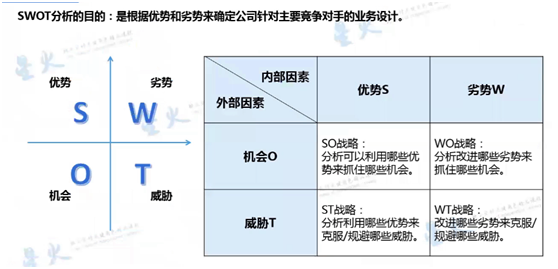 SWOT分析的目的：是根据优势和劣势来确定公司针对主要竞争对手的业务设计。
优势
劣势
S
W
O
T
机会
威胁
内部因素
外部因素
优势S
劣势W
机会O
SO战略：
分析可以利用哪些优
势来抓住哪些机会。
WO战略：
分析改进哪些劣势来
抓住哪些机会。
威胁T
ST战略：
分析利用哪些优势来
克服/规避哪些威胁。
WT战略：
改进哪些劣势来克服/
规避哪些威胁。
星火